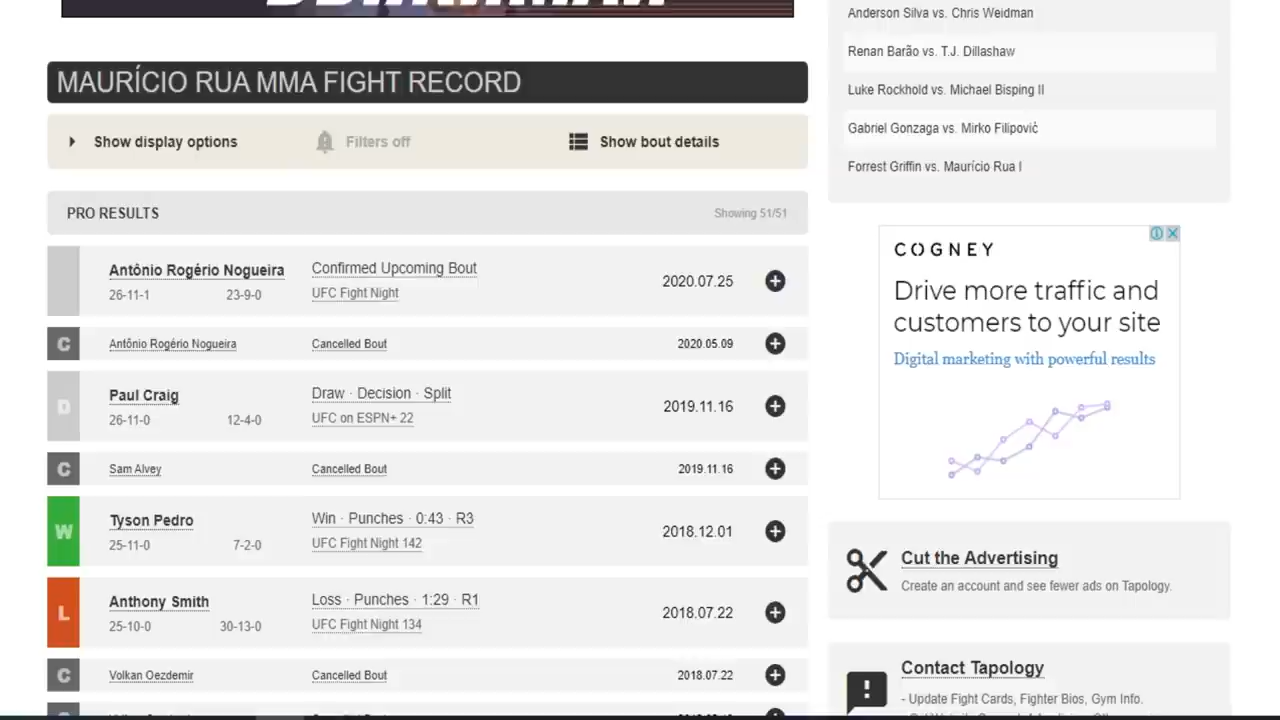 MAURÍCIO RUA MMA FIGHT RECORD
Show display options
Filters off
Show bout details
PRO RESULTS
Showing 51/51
Antônio Rogério Nogueira
Confirmed Upcoming Bout
2020.07.25
26-11-1
23-9-0
UFC Fight Night
C
Antônio Rogério Nogueira
Cancelled Bout
2020.05.09
D
Paul Craig
Draw · Decision · Split
2019.11.16
26-11-0
12-4-0
UFC on ESPN+ 22
C
Sam Alvey
Cancelled Bout
2019.11.16
W
Tyson Pedro
Win · Punches · 0:43 · R3
2018.12.01
25-11-0
7-2-0
UFC Fight Night 142
L
Anthony Smith
Loss · Punches · 1:29 · R1
2018.07.22
25-10-0
30-13-0
UFC Fight Night 134
C
Volkan Oezdemir
Cancelled Bout
2018.07.22
Anderson Silva vs. Chris Weidman
Renan Barão vs. T.J. Dillashaw
Luke Rockhold vs. Michael Bisping II
Gabriel Gonzaga vs. Mirko Filipović
Forrest Griffin vs. Maurício Rua I
COGNEY
Drive more traffic and
customers to your site
Digital marketing with powerful results
Cut the Advertising
Create an account and see fewer ads on Tapology.
Contact Tapology
- Update Fight Cards, Fighter Bios, Gym Info.